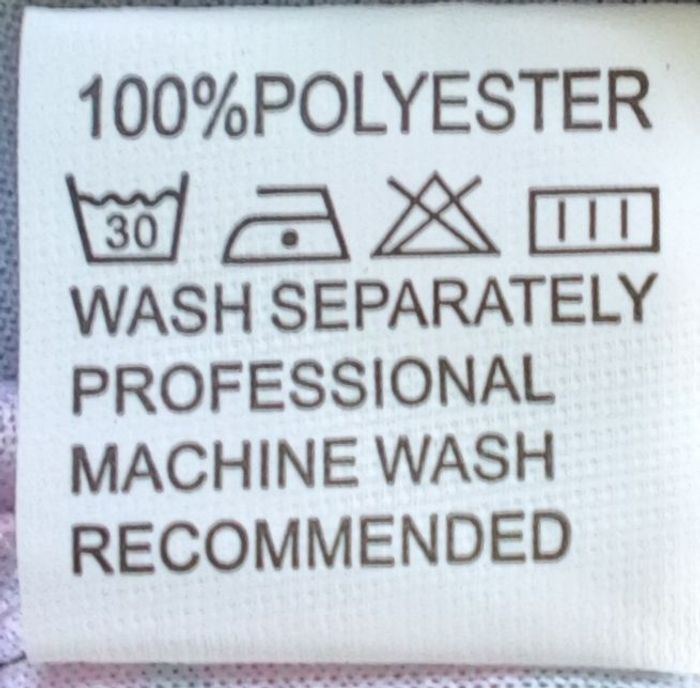 100%POLYESTER
30
WASH SEPARATELY
PROFESSIONAL
MACHINE WASH
RECOMMENDED